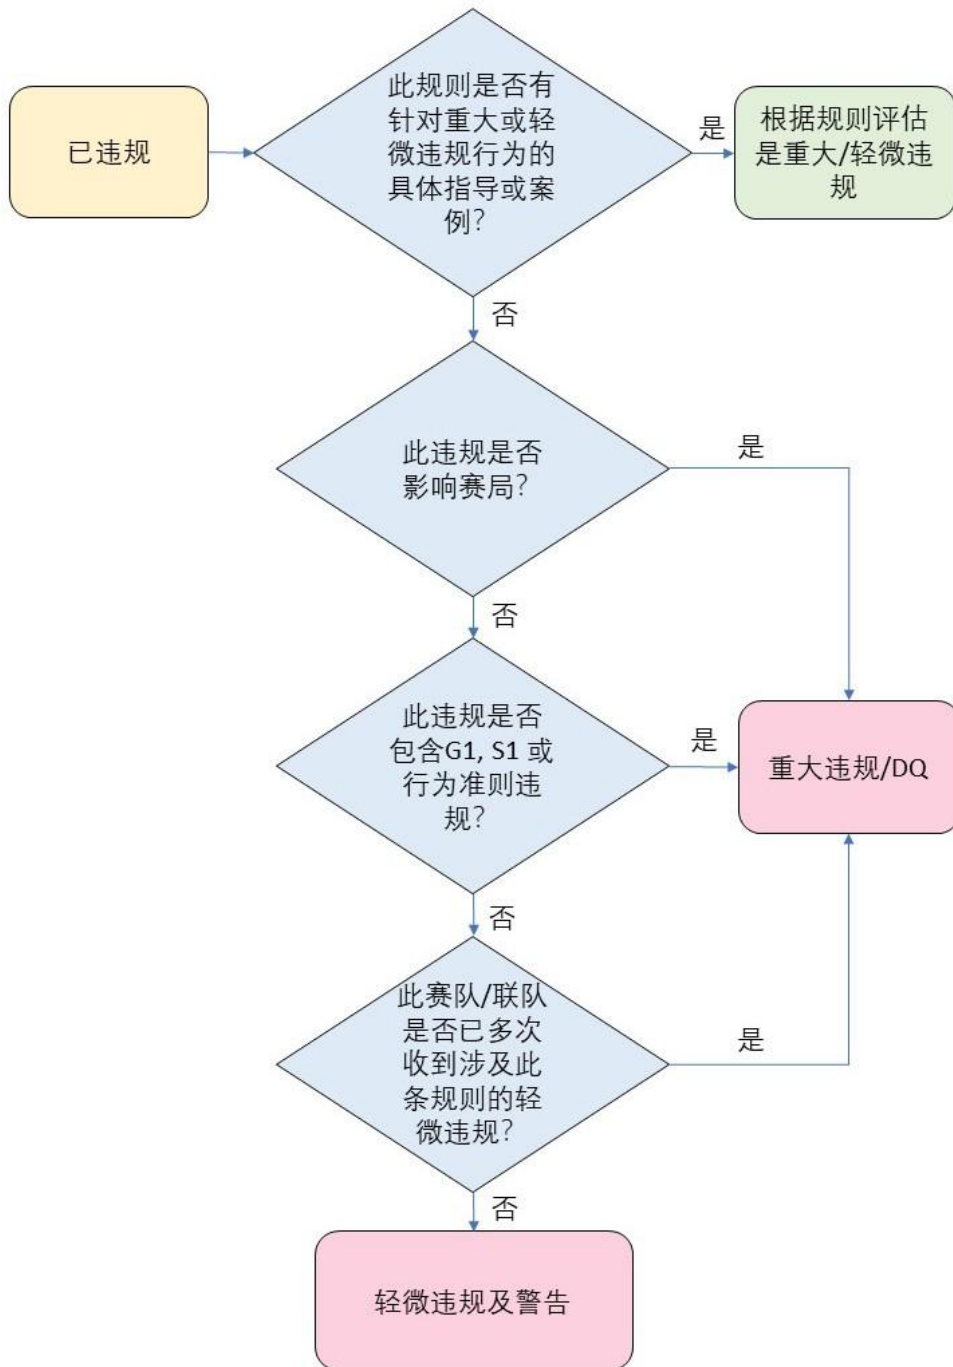 已违规
此规则是否有
针对重大或轻
微违规行为的
具体指导或案
例?
是
根据规则评估
是重大/轻微违
规
否
此违规是否
影响赛局?
是
否
此违规是否
包含G1, S1 或
行为准则违
规?
是
重大违规/DQ
否
此赛队/联队
是否已多次
收到涉及此
条规则的轻
微违规?
是
否
轻微违规及警告